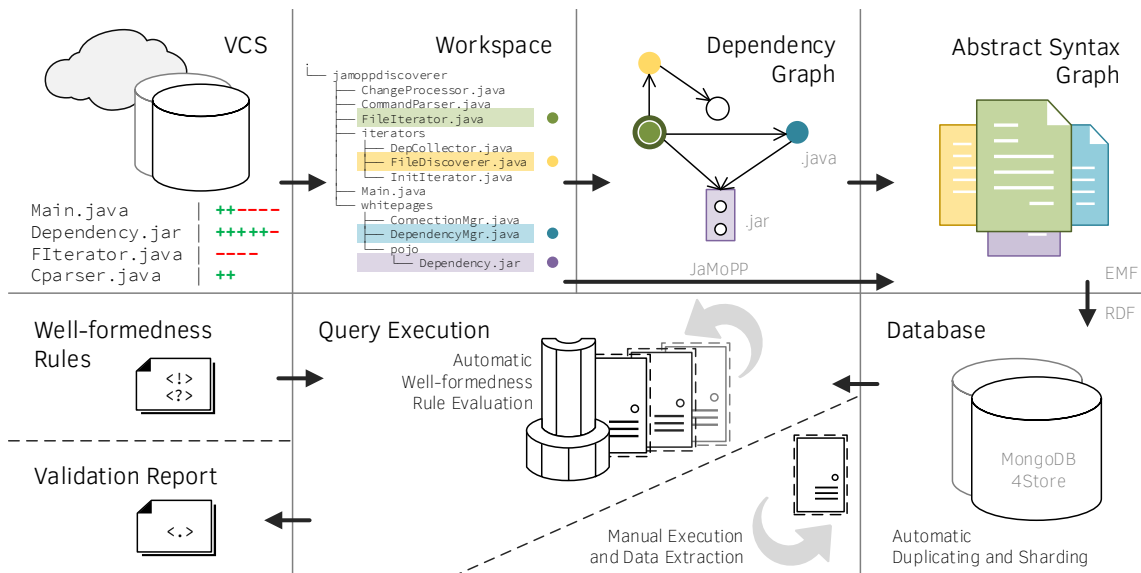 VCS
Main.java | ++----
Dependency.jar | +++++-
FIterator.java | ----
Cparser.java | ++
Workspace
.
└── jamoppdiscoverer
├── ChangeProcessor.java
├── CommandParser.java
├── FileIterator.java
├── iterators
│ ├── DepCollector.java
│ ├── FileDiscoverer.java
│ └── InitIterator.java
├── Main.java
└── whitepages
├── ConnectionMgr.java
├── DependencyMgr.java
└── pojo
└── Dependency.jar
Dependency
Graph
.java
.jar
JaMoPP
Abstract Syntax
Graph
EMF
RDF
Well-formedness
Rules
<!>
<?>
Validation Report
<.>
Query Execution
Automatic
Well-formedness
Rule Evaluation
Manual Execution
and Data Extraction
Database
MongoDB
4Store
Automatic
Duplicating and Sharding